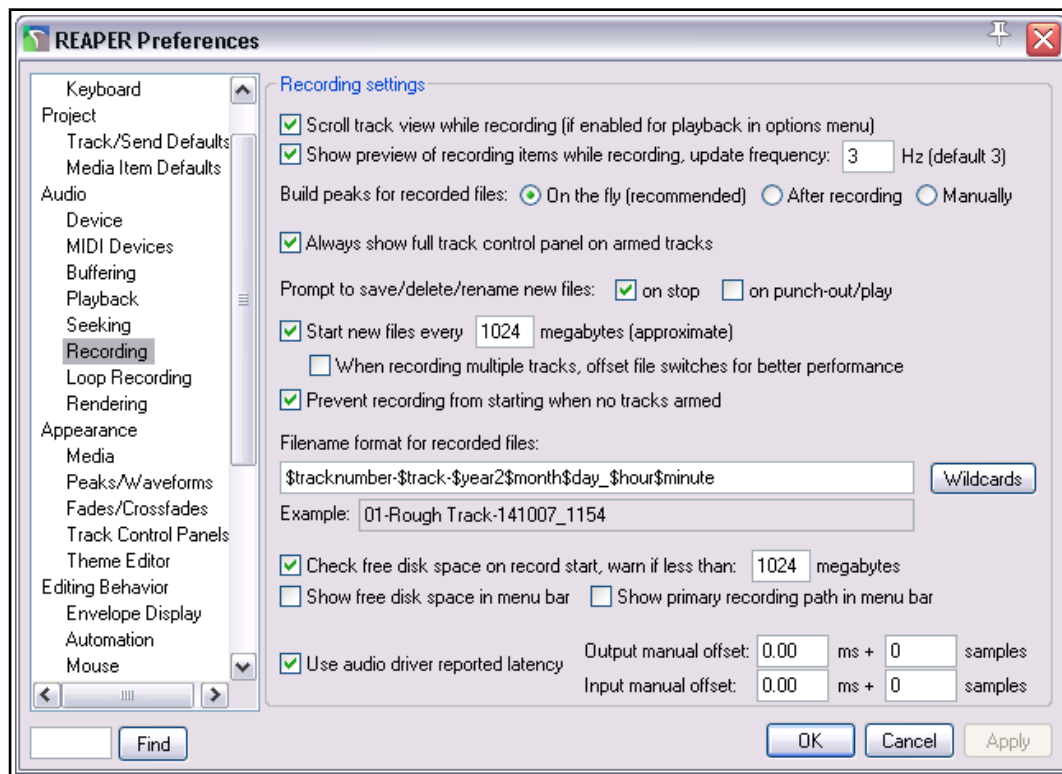 REAPER Preferences
Keyboard
Project
Track/Send Defaults
Media Item Defaults
Audio
Device
MIDI Devices
Buffering
Playback
Seeking
Recording
Loop Recording
Rendering
Appearance
Media
Peaks/Waveforms
Fades/Crossfades
Track Control Panels
Theme Editor
Editing Behavior
Envelope Display
Automation
Mouse
Find
Recording settings
Scroll track view while recording (if enabled for playback in options menu)
Show preview of recording items while recording, update frequency: 3 Hz (default 3)
Build peaks for recorded files: On the fly (recommended) After recording Manually
Always show full track control panel on armed tracks
Prompt to save/delete/rename new files: on stop on punch-out/play
Start new files every 1024 megabytes (approximate)
When recording multiple tracks, offset file switches for better performance
Prevent recording from starting when no tracks armed
Filename format for recorded files:
$tracknumber-$track-$year2$month$day_$hour$minute Wildcards
Example: 01-Rough Track-141007_1154
Check free disk space on record start, warn if less than: 1024 megabytes
Show free disk space in menu bar Show primary recording path in menu bar
Use audio driver reported latency
Output manual offset: 0.00 ms + 0 samples
Input manual offset: 0.00 ms + 0 samples
OK Cancel Apply